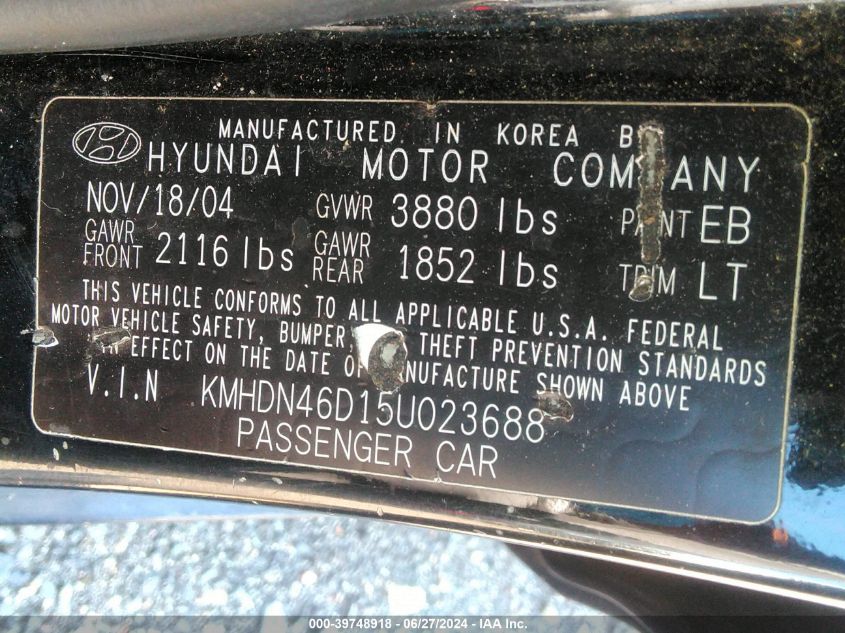 MANUFACTURED IN KOREA
HYUNDAI MOTOR COMPANY
NOV/18/04 GVWR 3880 lbs PAINT EB
GAWR FRONT 2116 lbs GAWR REAR 1852 lbs TRIM LT
THIS VEHICLE CONFORMS TO ALL APPLICABLE U.S.A. FEDERAL
MOTOR VEHICLE SAFETY, BUMPER, THEFT PREVENTION STANDARDS
IN EFFECT ON THE DATE OF MANUFACTURE SHOWN ABOVE
V.I.N KMHDN46D15U023688
PASSENGER CAR
000-39748918 - 06/27/2024 - IAA Inc.